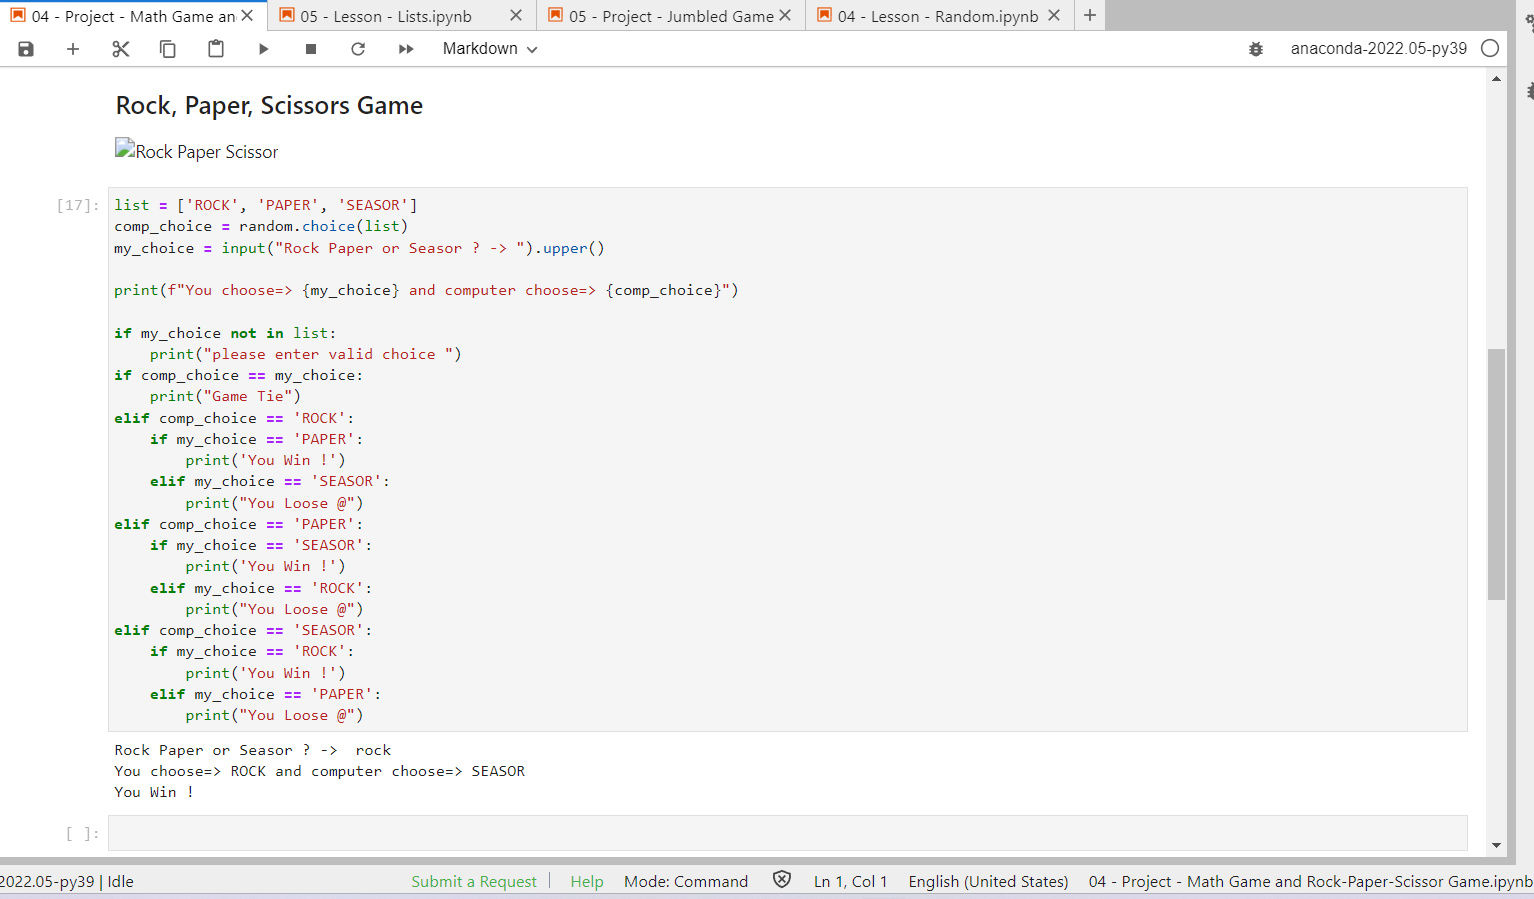 04 - Project - Math Game an
05 - Lesson - Lists.ipynb
05 - Project - Jumbled Game
04 - Lesson - Random.ipynb
Markdown
anaconda-2022.05-py39
Rock, Paper, Scissors Game
Rock Paper Scissor
[17]:
list = ['ROCK', 'PAPER', 'SEASOR']
comp_choice = random.choice(list)
my_choice = input("Rock Paper or Seasor ? -> ").upper()
print(f"You choose=> {my_choice} and computer choose=> {comp_choice}")
if my_choice not in list:
    print("please enter valid choice ")
if comp_choice == my_choice:
    print("Game Tie")
elif comp_choice == 'ROCK':
    if my_choice == 'PAPER':
        print('You Win !')
    elif my_choice == 'SEASOR':
        print("You Loose @")
elif comp_choice == 'PAPER':
    if my_choice == 'SEASOR':
        print('You Win !')
    elif my_choice == 'ROCK':
        print("You Loose @")
elif comp_choice == 'SEASOR':
    if my_choice == 'ROCK':
        print('You Win !')
    elif my_choice == 'PAPER':
        print("You Loose @")
Rock Paper or Seasor ? ->  rock
You choose=> ROCK and computer choose=> SEASOR
You Win !
[ ]:
2022.05-py39 | Idle
Submit a Request
Help
Mode: Command
Ln 1, Col 1
English (United States)
04 - Project - Math Game and Rock-Paper-Scissor Game.ipynb